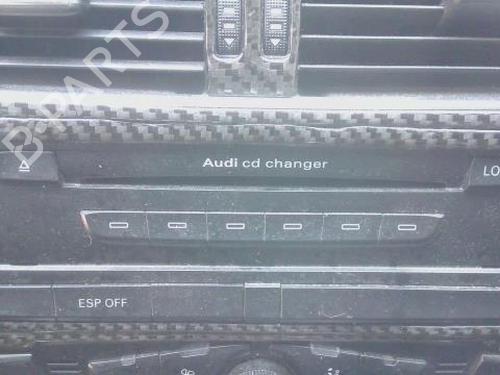 B-PARTS
Audi cd changer
LO
ESP OFF